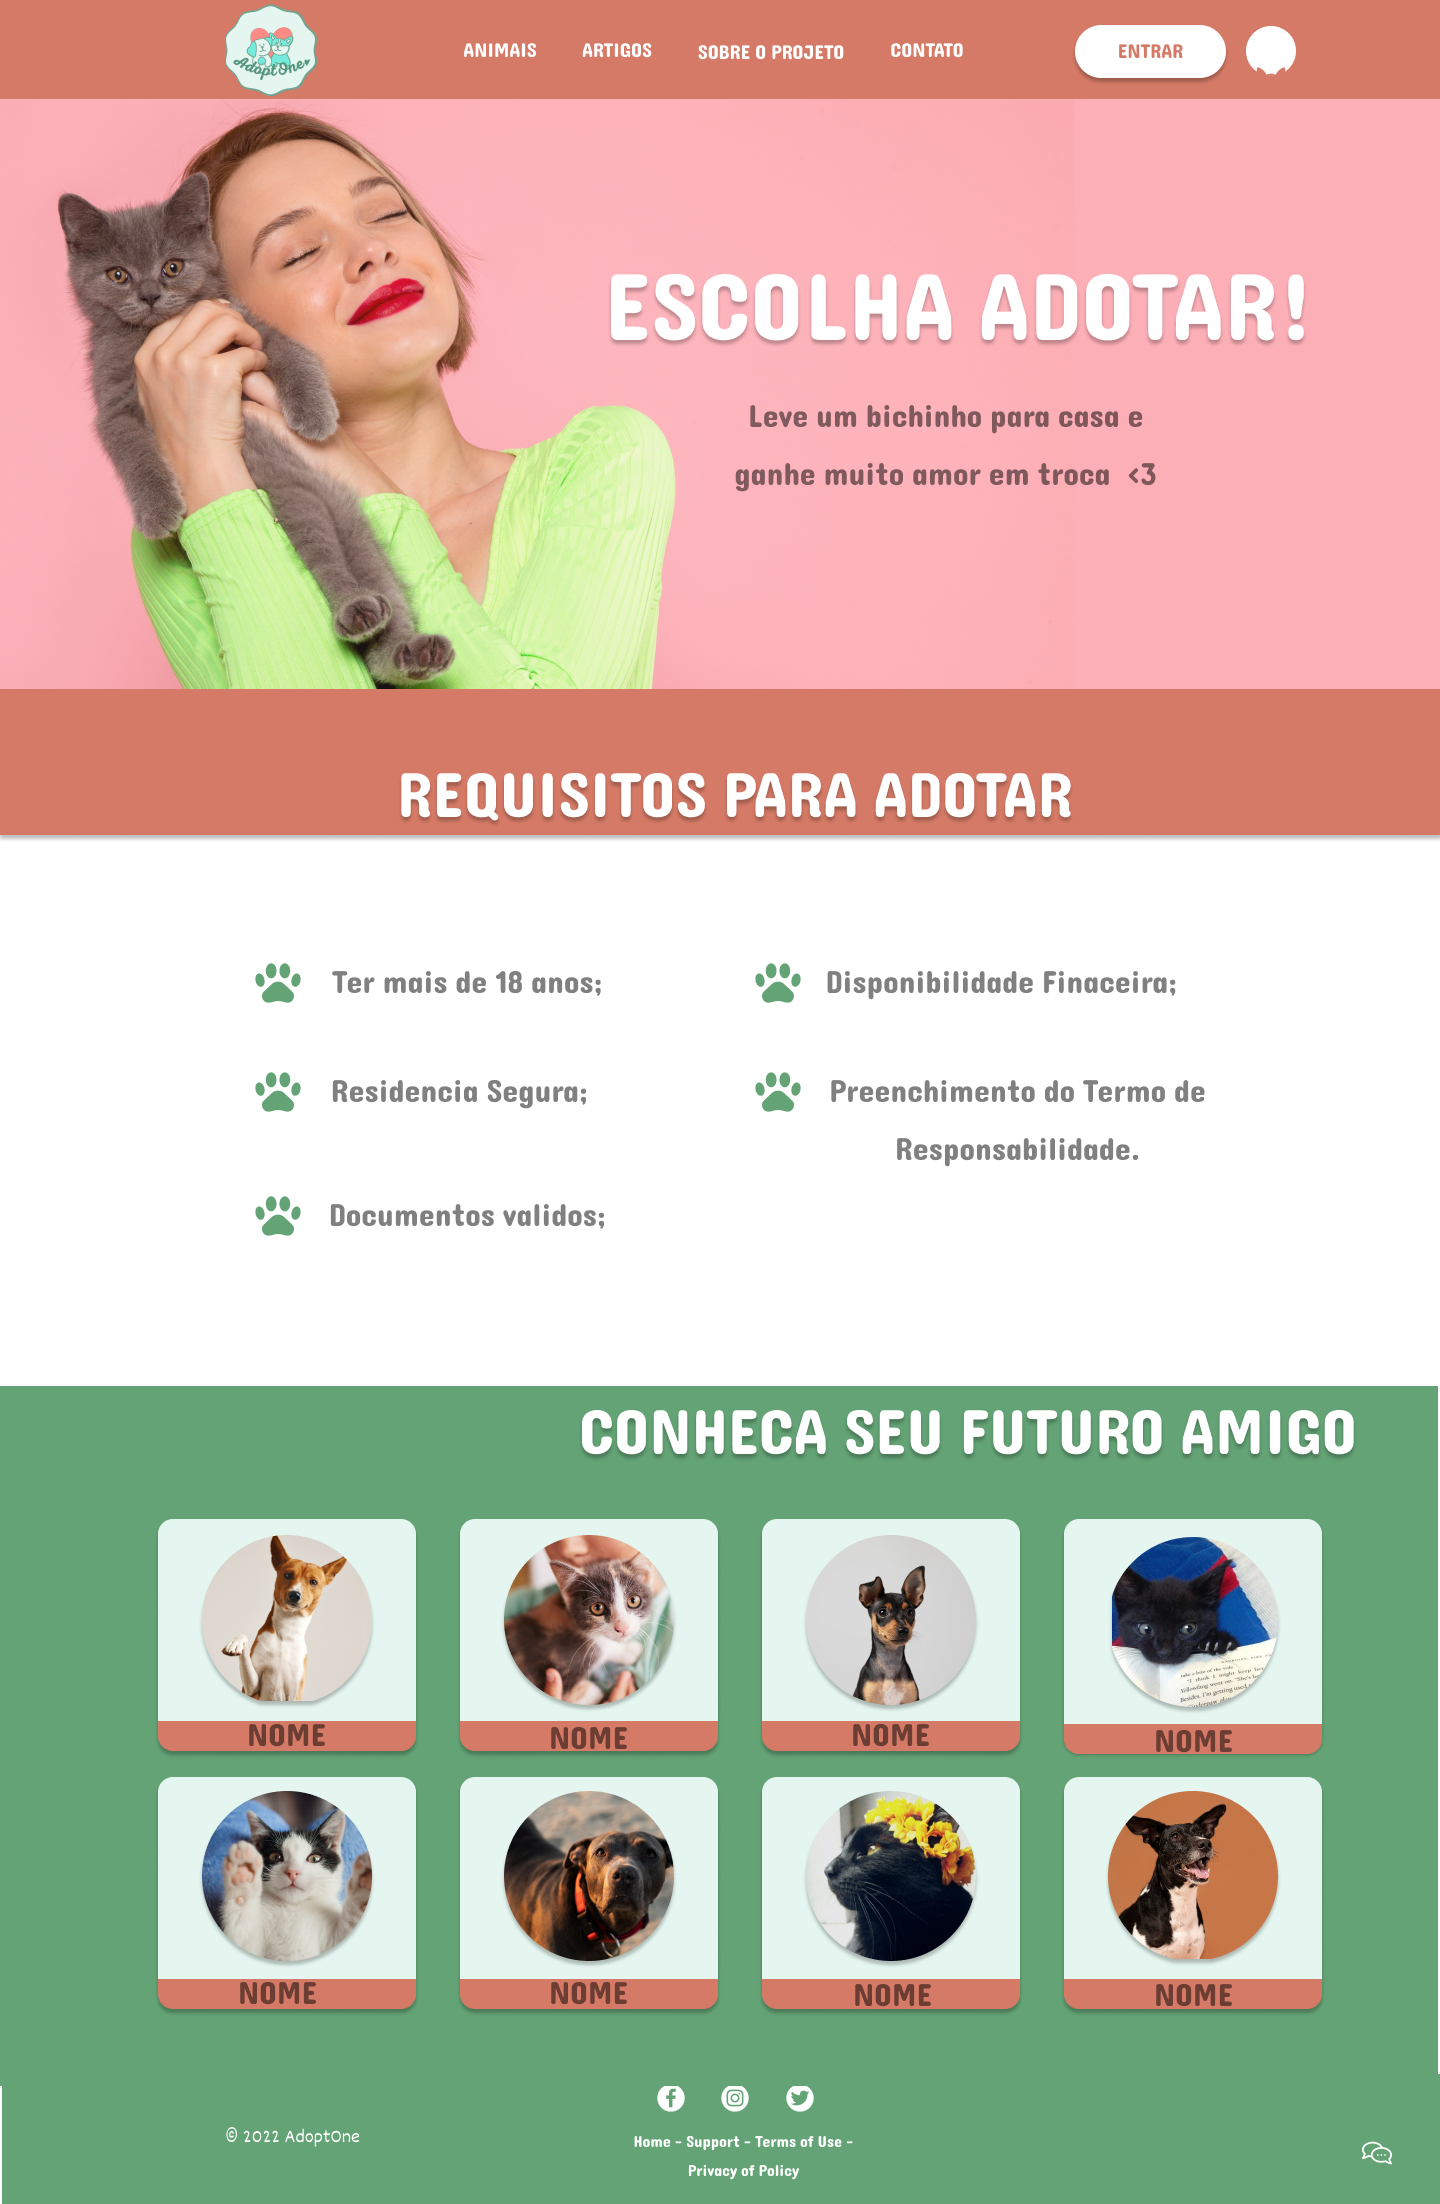 AdoptOne
ANIMAIS
ARTIGOS
SOBRE O PROJETO
CONTATO
ENTRAR
ESCOLHA ADOTAR!
Leve um bichinho para casa e
ganhe muito amor em troca <3
REQUISITOS PARA ADOTAR
Ter mais de 18 anos;
Disponibilidade Finaceira;
Residencia Segura;
Preenchimento do Termo de
Responsabilidade.
Documentos validos;
CONHECA SEU FUTURO AMIGO
NOME
NOME
NOME
NOME
NOME
NOME
NOME
NOME
© 2022 AdoptOne
Home - Support - Terms of Use -
Privacy of Policy